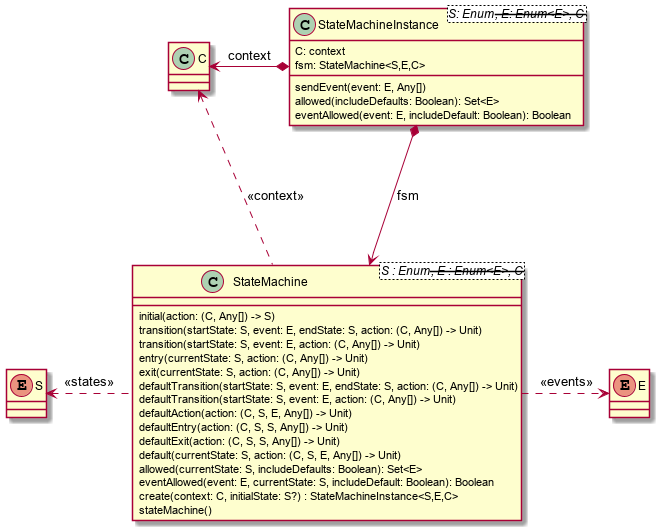 S: Enum, E: Enum<E>, C
C StateMachineInstance
C: context
fsm: StateMachine<S,E,C>
sendEvent(event: E, Any[])
allowed(includeDefaults: Boolean): Set<E>
eventAllowed(event: E, includeDefault: Boolean): Boolean
C C
context
«context»
fsm
S : Enum, E : Enum<E>, C
C StateMachine
initial(action: (C, Any[]) -> S)
transition(startState: S, event: E, endState: S, action: (C, Any[]) -> Unit)
transition(startState: S, event: E, action: (C, Any[]) -> Unit)
entry(currentState: S, action: (C, Any[]) -> Unit)
exit(currentState: S, action: (C, Any[]) -> Unit)
defaultTransition(startState: S, event: E, endState: S, action: (C, Any[]) -> Unit)
defaultTransition(startState: S, event: E, action: (C, Any[]) -> Unit)
defaultAction(action: (C, S, E, Any[]) -> Unit)
defaultEntry(action: (C, S, S, Any[]) -> Unit)
defaultExit(action: (C, S, S, Any[]) -> Unit)
default(currentState: S, action: (C, S, E, Any[]) -> Unit)
allowed(currentState: S, includeDefaults: Boolean): Set<E>
eventAllowed(event: E, currentState: S, includeDefault: Boolean): Boolean
create(context: C, initialState: S?) : StateMachineInstance<S,E,C>
stateMachine()
E S
«states»
«events»
E E